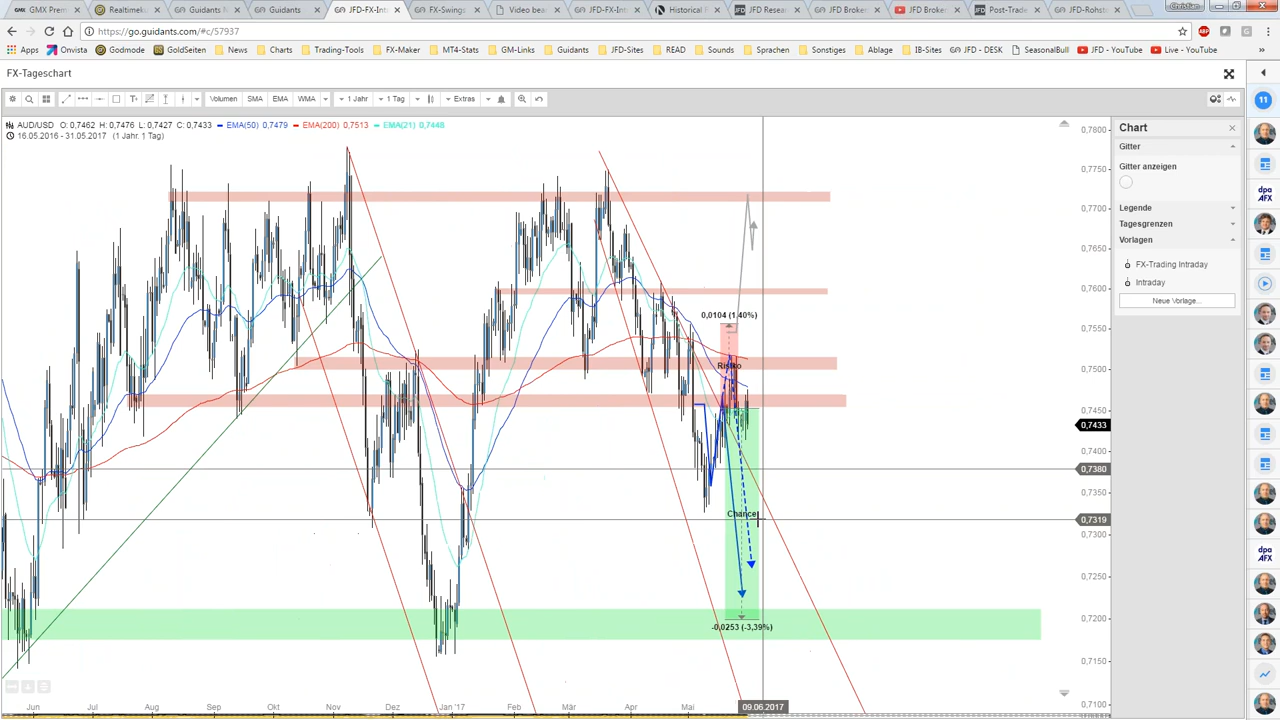 GMX Premi
Realtimeku
Guidants N
Guidants
JFD-FX-Int
FX-Swings
Video bea
JFD-FX-Int
Historical F
JFD Resea
JFD Broker
JFD Broker
Post-Trade
JFD-Rohst
Christian
https://go.guidants.com/#c/57937
Apps
Onvista
Godmode
GoldSeiten
News
Charts
Trading-Tools
FX-Maker
MT4-Stats
GM-Links
Guidants
JFD-Sites
READ
Sounds
Sprachen
Sonstiges
Ablage
IB-Sites
JFD - DESK
SeasonalBull
JFD - YouTube
Live - YouTube
FX-Tageschart
Volumen
SMA
EMA
WMA
1 Jahr
1 Tag
Extras
AUD/USD O: 0,7462 H: 0,7476 L: 0,7427 C: 0,7433 EMA(50) 0,7479 EMA(200) 0,7513 EMA(21) 0,7448
16.05.2016 - 31.05.2017 (1 Jahr. 1 Tag)
0,7800
0,7750
0,7700
0,7650
0,7600
0,7550
0,7500
0,7450
0,7433
0,7400
0,7380
0,7350
0,7319
0,7300
0,7250
0,7200
0,7150
0,7100
0,0104 (1,40%)
Risiko
Chance
-0,0253 (-3,39%)
Jun
Jul
Aug
Sep
Okt
Nov
Dez
Jan '17
Feb
Mär
Apr
Mai
09.06.2017
Chart
Gitter
Gitter anzeigen
Legende
Tagesgrenzen
Vorlagen
FX-Trading Intraday
Intraday
Neue Vorlage...
11
dpa
AFX
dpa
AFX